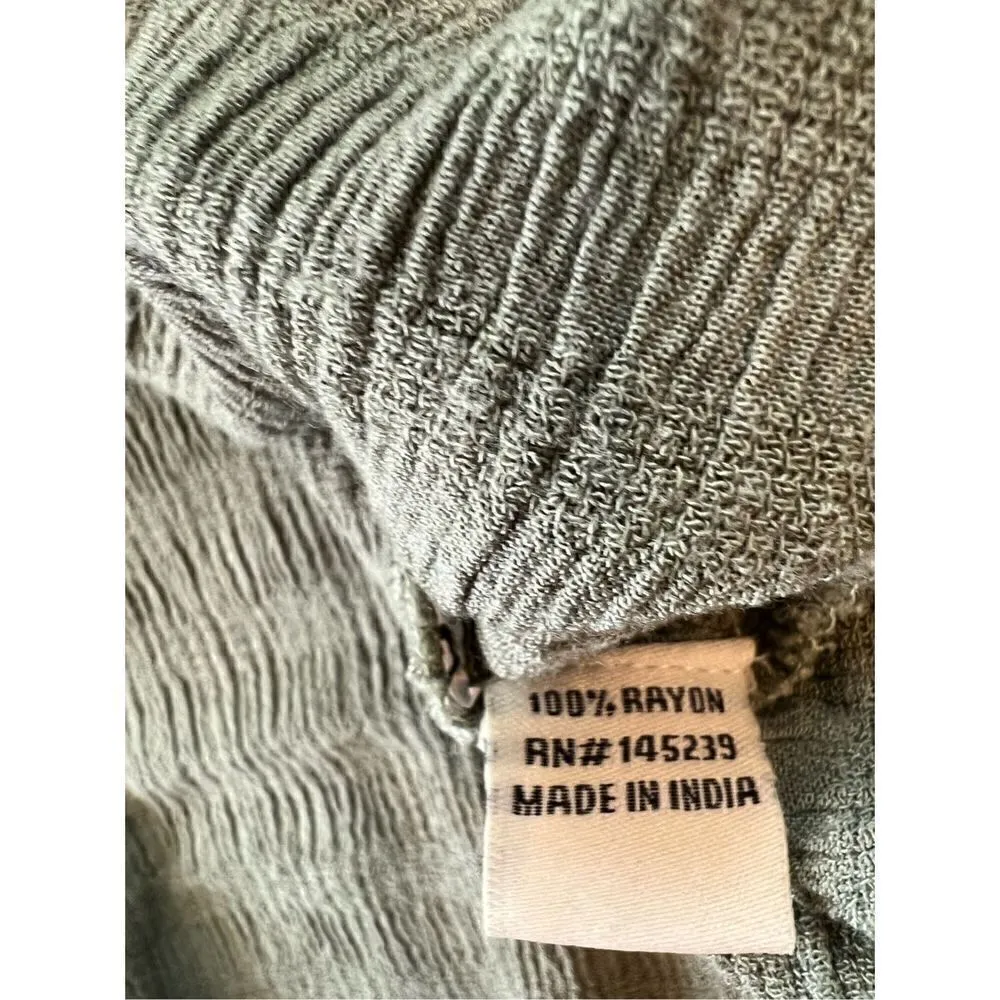 100% RAYON
RN#145239
MADE IN INDIA